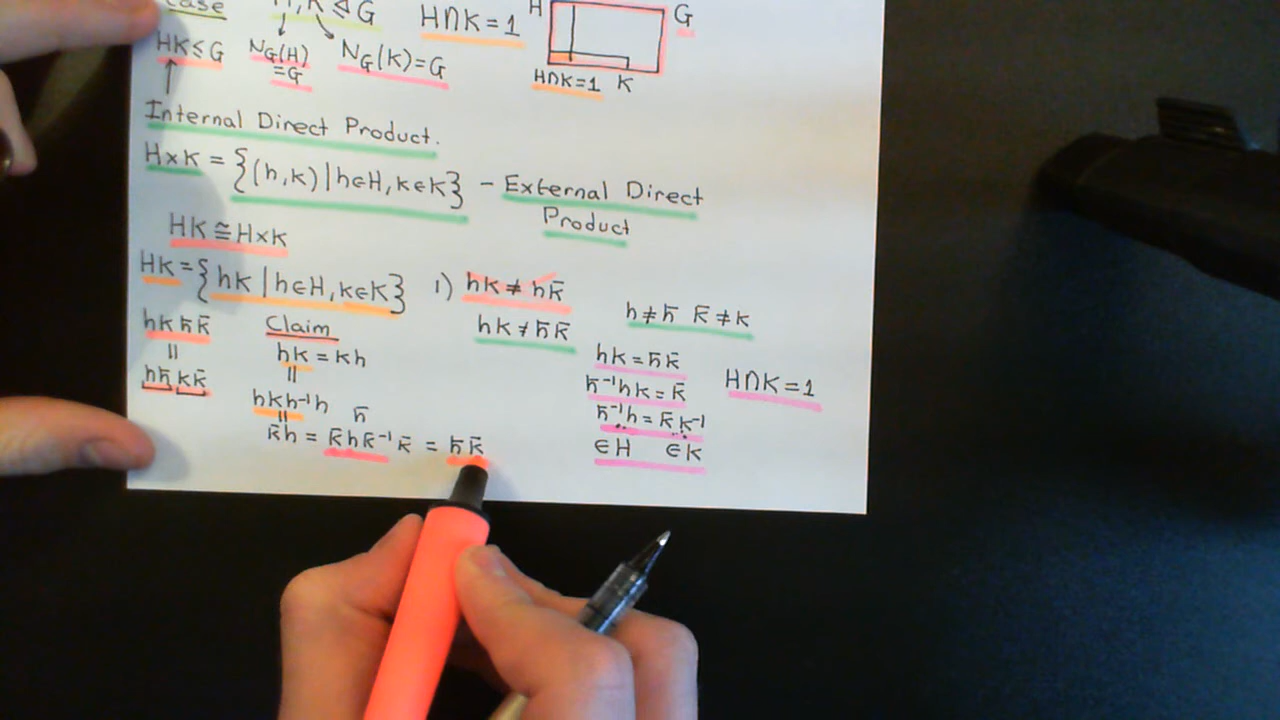 Case H, K ⊴ G H∩K = 1 H G
HK ≤ G N_G(H) = G N_G(K) = G H∩K=1 K
Internal Direct Product.
H×K = {(h,k) | h∈H, k∈K} - External Direct Product
HK ≅ H×K
HK = {hk | h∈H, k∈K} 1) hk ≠ hk̄
h≠h̄ k̄≠k
hk ≠ h̄k̄
hkh̄k̄
||
hh̄kk̄
Claim
hk = kh
||
hkh⁻¹h h̄
||
k̄h = k̄hk̄⁻¹k̄ = h̄k̄
hk = h̄k̄
h̄⁻¹hk = k̄ H∩K = 1
h̄⁻¹h = k̄k⁻¹
∈H ∈K